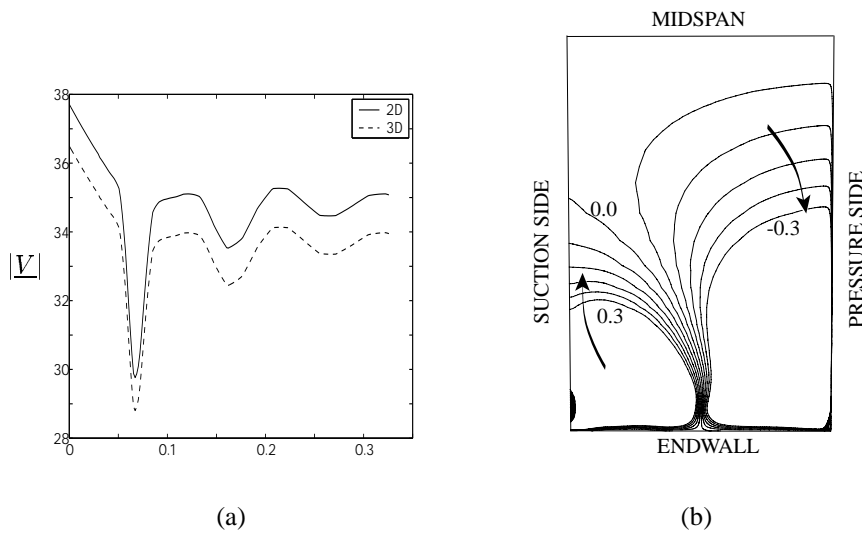 38
36
34
32
30
28
0
0.1
0.2
0.3
|V|
2D
3D
(a)
MIDSPAN
SUCTION SIDE
PRESSURE SIDE
ENDWALL
0.0
-0.3
0.3
(b)